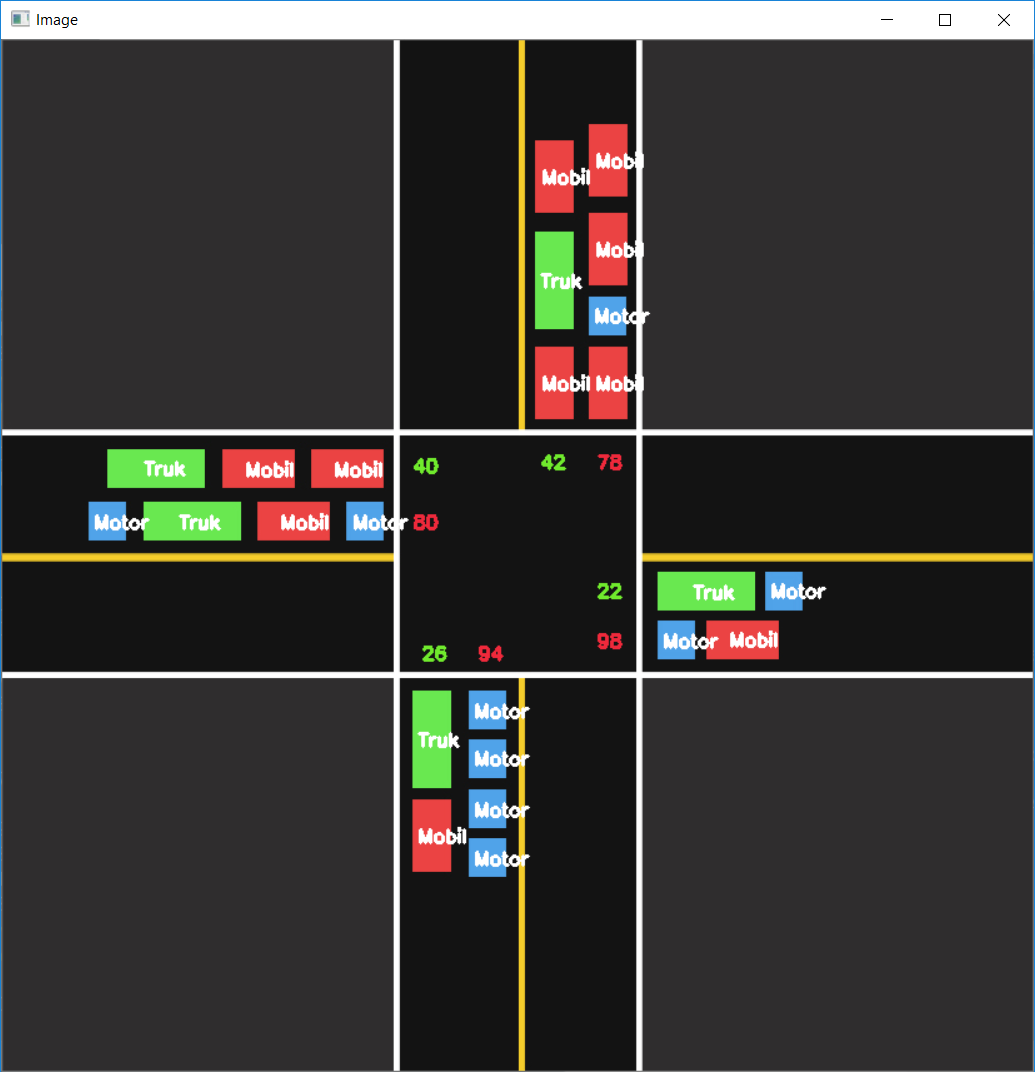 Image
Mobil
Mobil
Mobil
Truk
Motor
Mobil Mobil
Truk Mobil Mobil
40
42 78
Motor Truk Mobil Motor
80
22
Truk Motor
98
Motor Mobil
26 94
Motor
Truk
Motor
Motor
Mobil
Motor